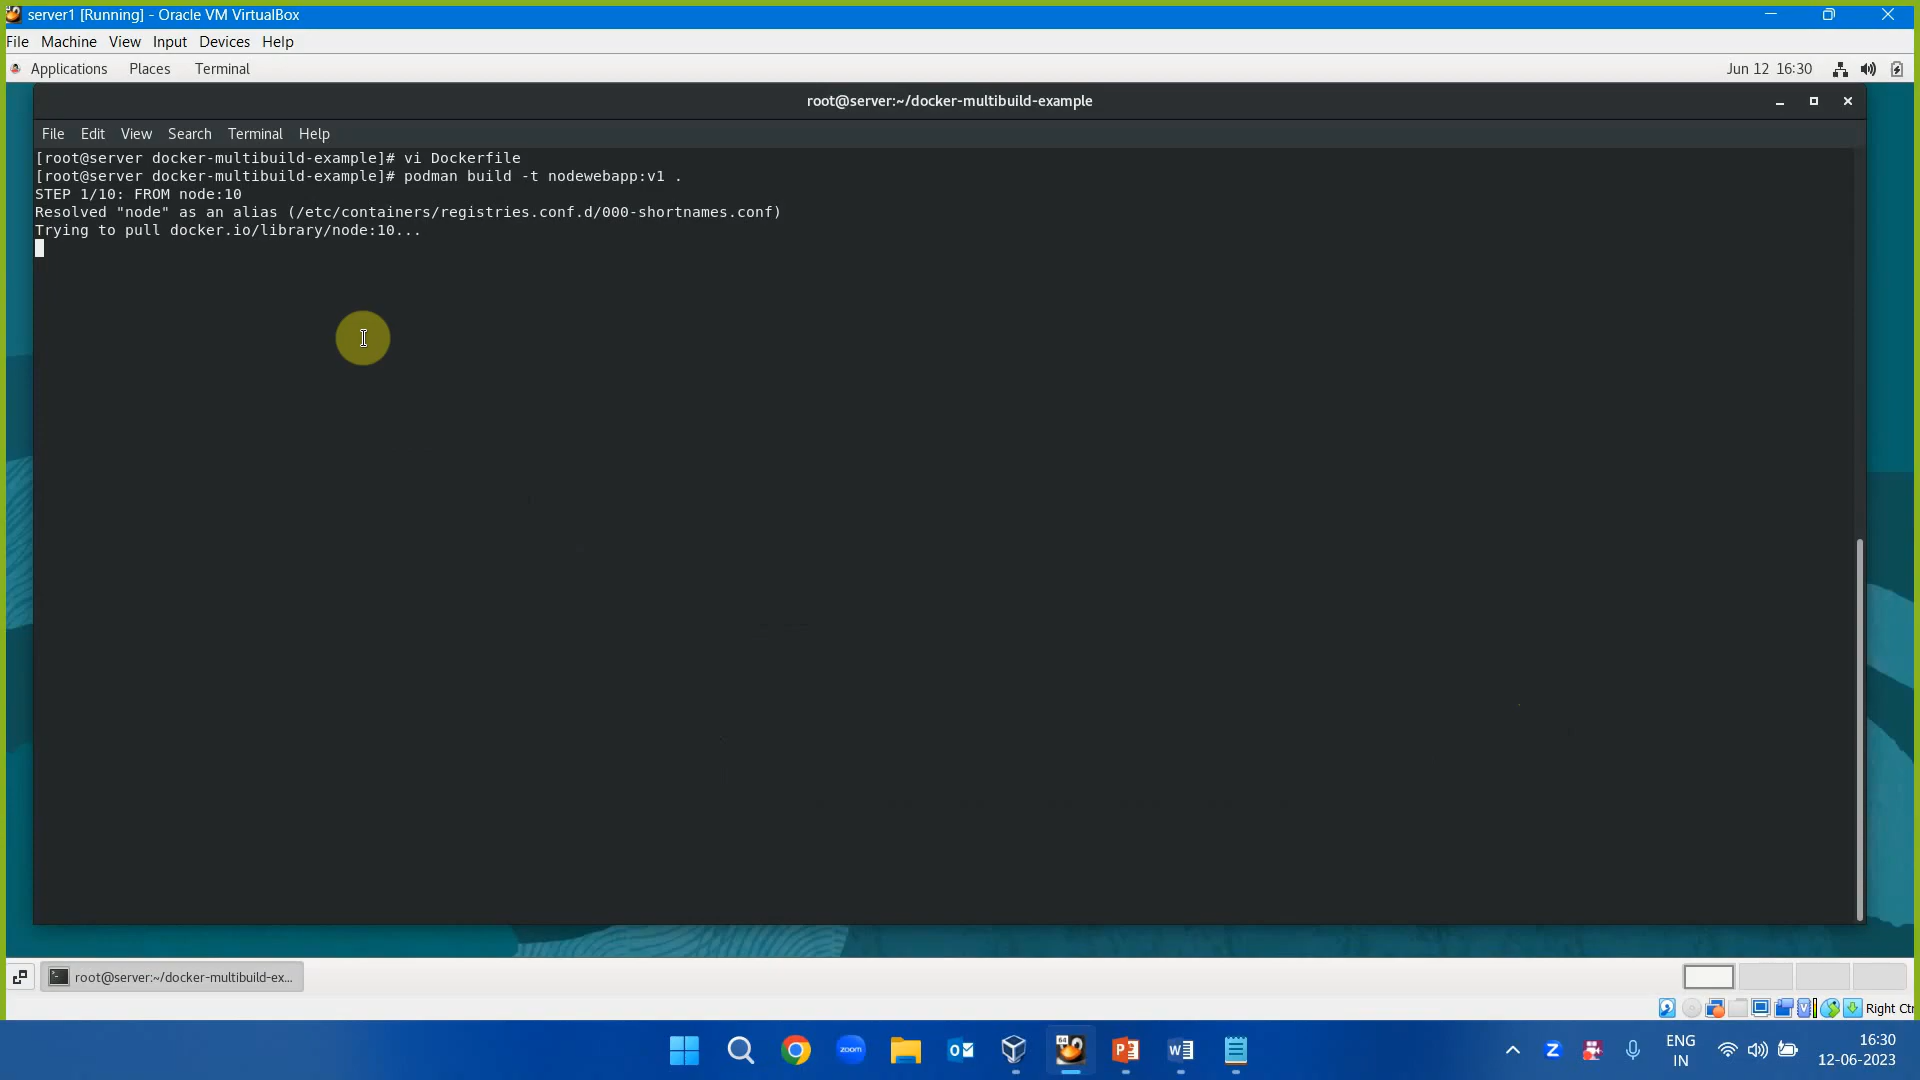 server1 [Running] - Oracle VM VirtualBox
File Machine View Input Devices Help
Applications Places Terminal Jun 12 16:30
root@server:~/docker-multibuild-example
File Edit View Search Terminal Help
[root@server docker-multibuild-example]# vi Dockerfile
[root@server docker-multibuild-example]# podman build -t nodewebapp:v1 .
STEP 1/10: FROM node:10
Resolved "node" as an alias (/etc/containers/registries.conf.d/000-shortnames.conf)
Trying to pull docker.io/library/node:10...
root@server:~/docker-multibuild-ex...
Right Ctr
zoom
64
ENG
IN
16:30
12-06-2023